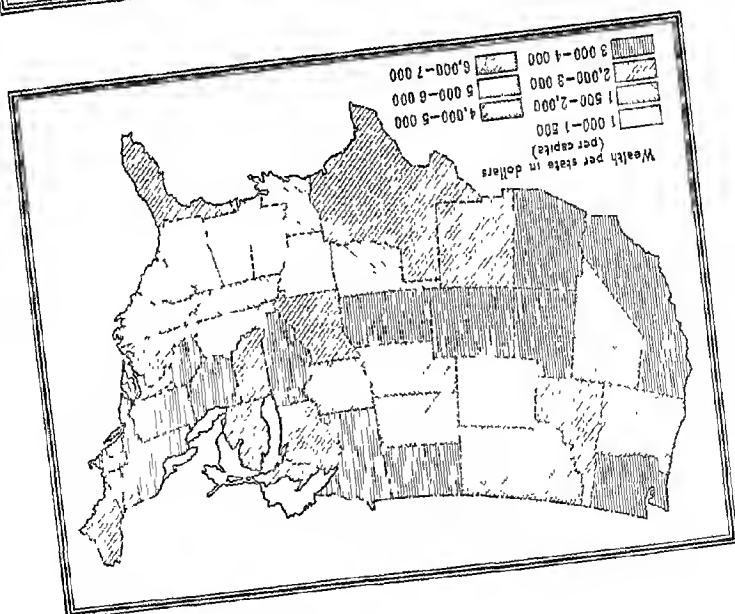 Wealth per state in dollars
(per capita)
1 000-1 500
1 500-2,000
2,000-3 000
3 000-4 000
4,000-5 000
5 000-6 000
6,000-7 000